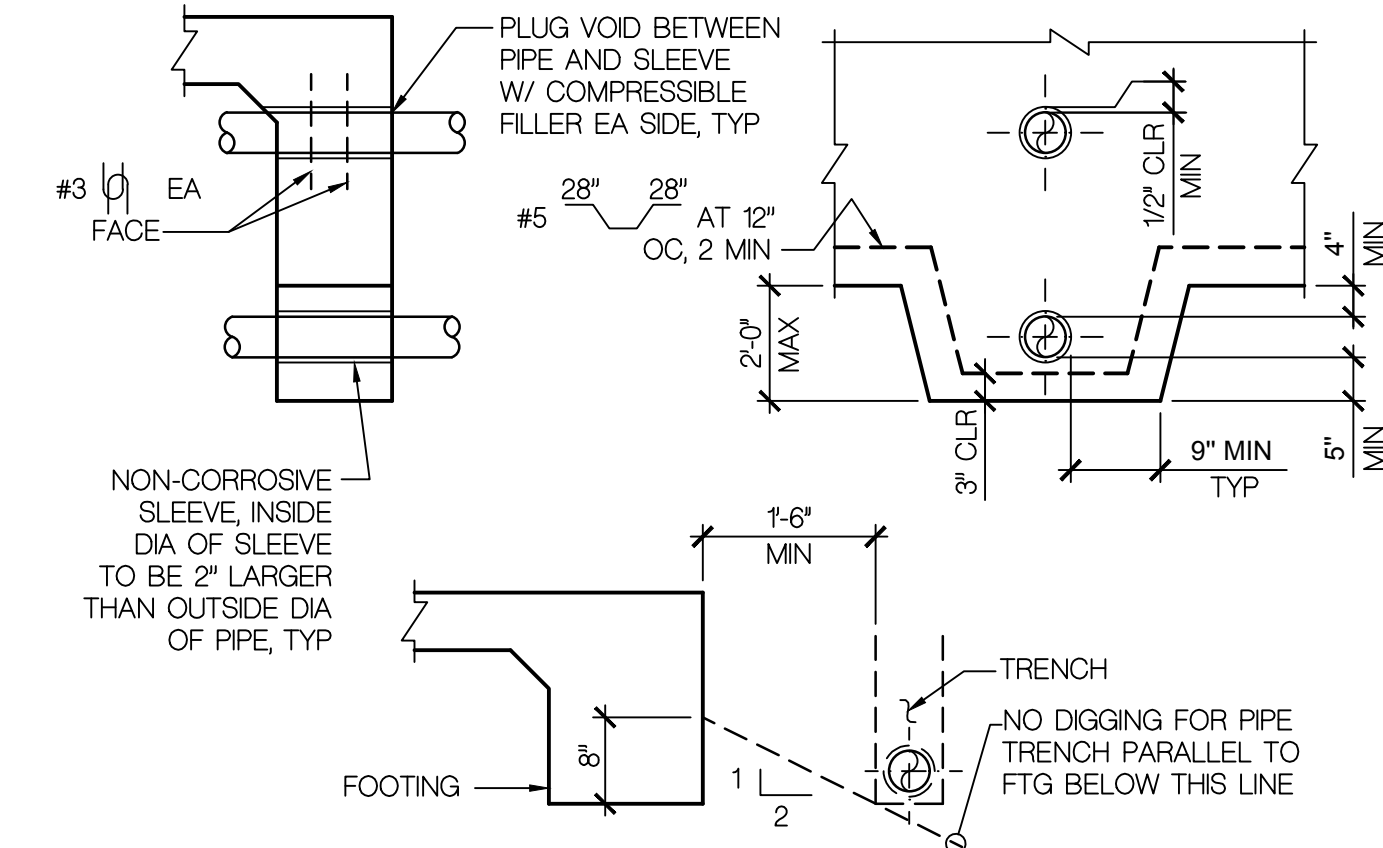 PLUG VOID BETWEEN
PIPE AND SLEEVE
W/ COMPRESSIBLE
FILLER EA SIDE, TYP
#3 EA
FACE
28" 28"
#5 AT 12"
OC, 2 MIN
1/2" CLR
MIN
4"
MIN
2'-0"
MAX
3" CLR
9" MIN
TYP
5"
MIN
NON-CORROSIVE
SLEEVE, INSIDE
DIA OF SLEEVE
TO BE 2" LARGER
THAN OUTSIDE DIA
OF PIPE, TYP
1'-6"
MIN
TRENCH
NO DIGGING FOR PIPE
TRENCH PARALLEL TO
FTG BELOW THIS LINE
8"
FOOTING
1
2